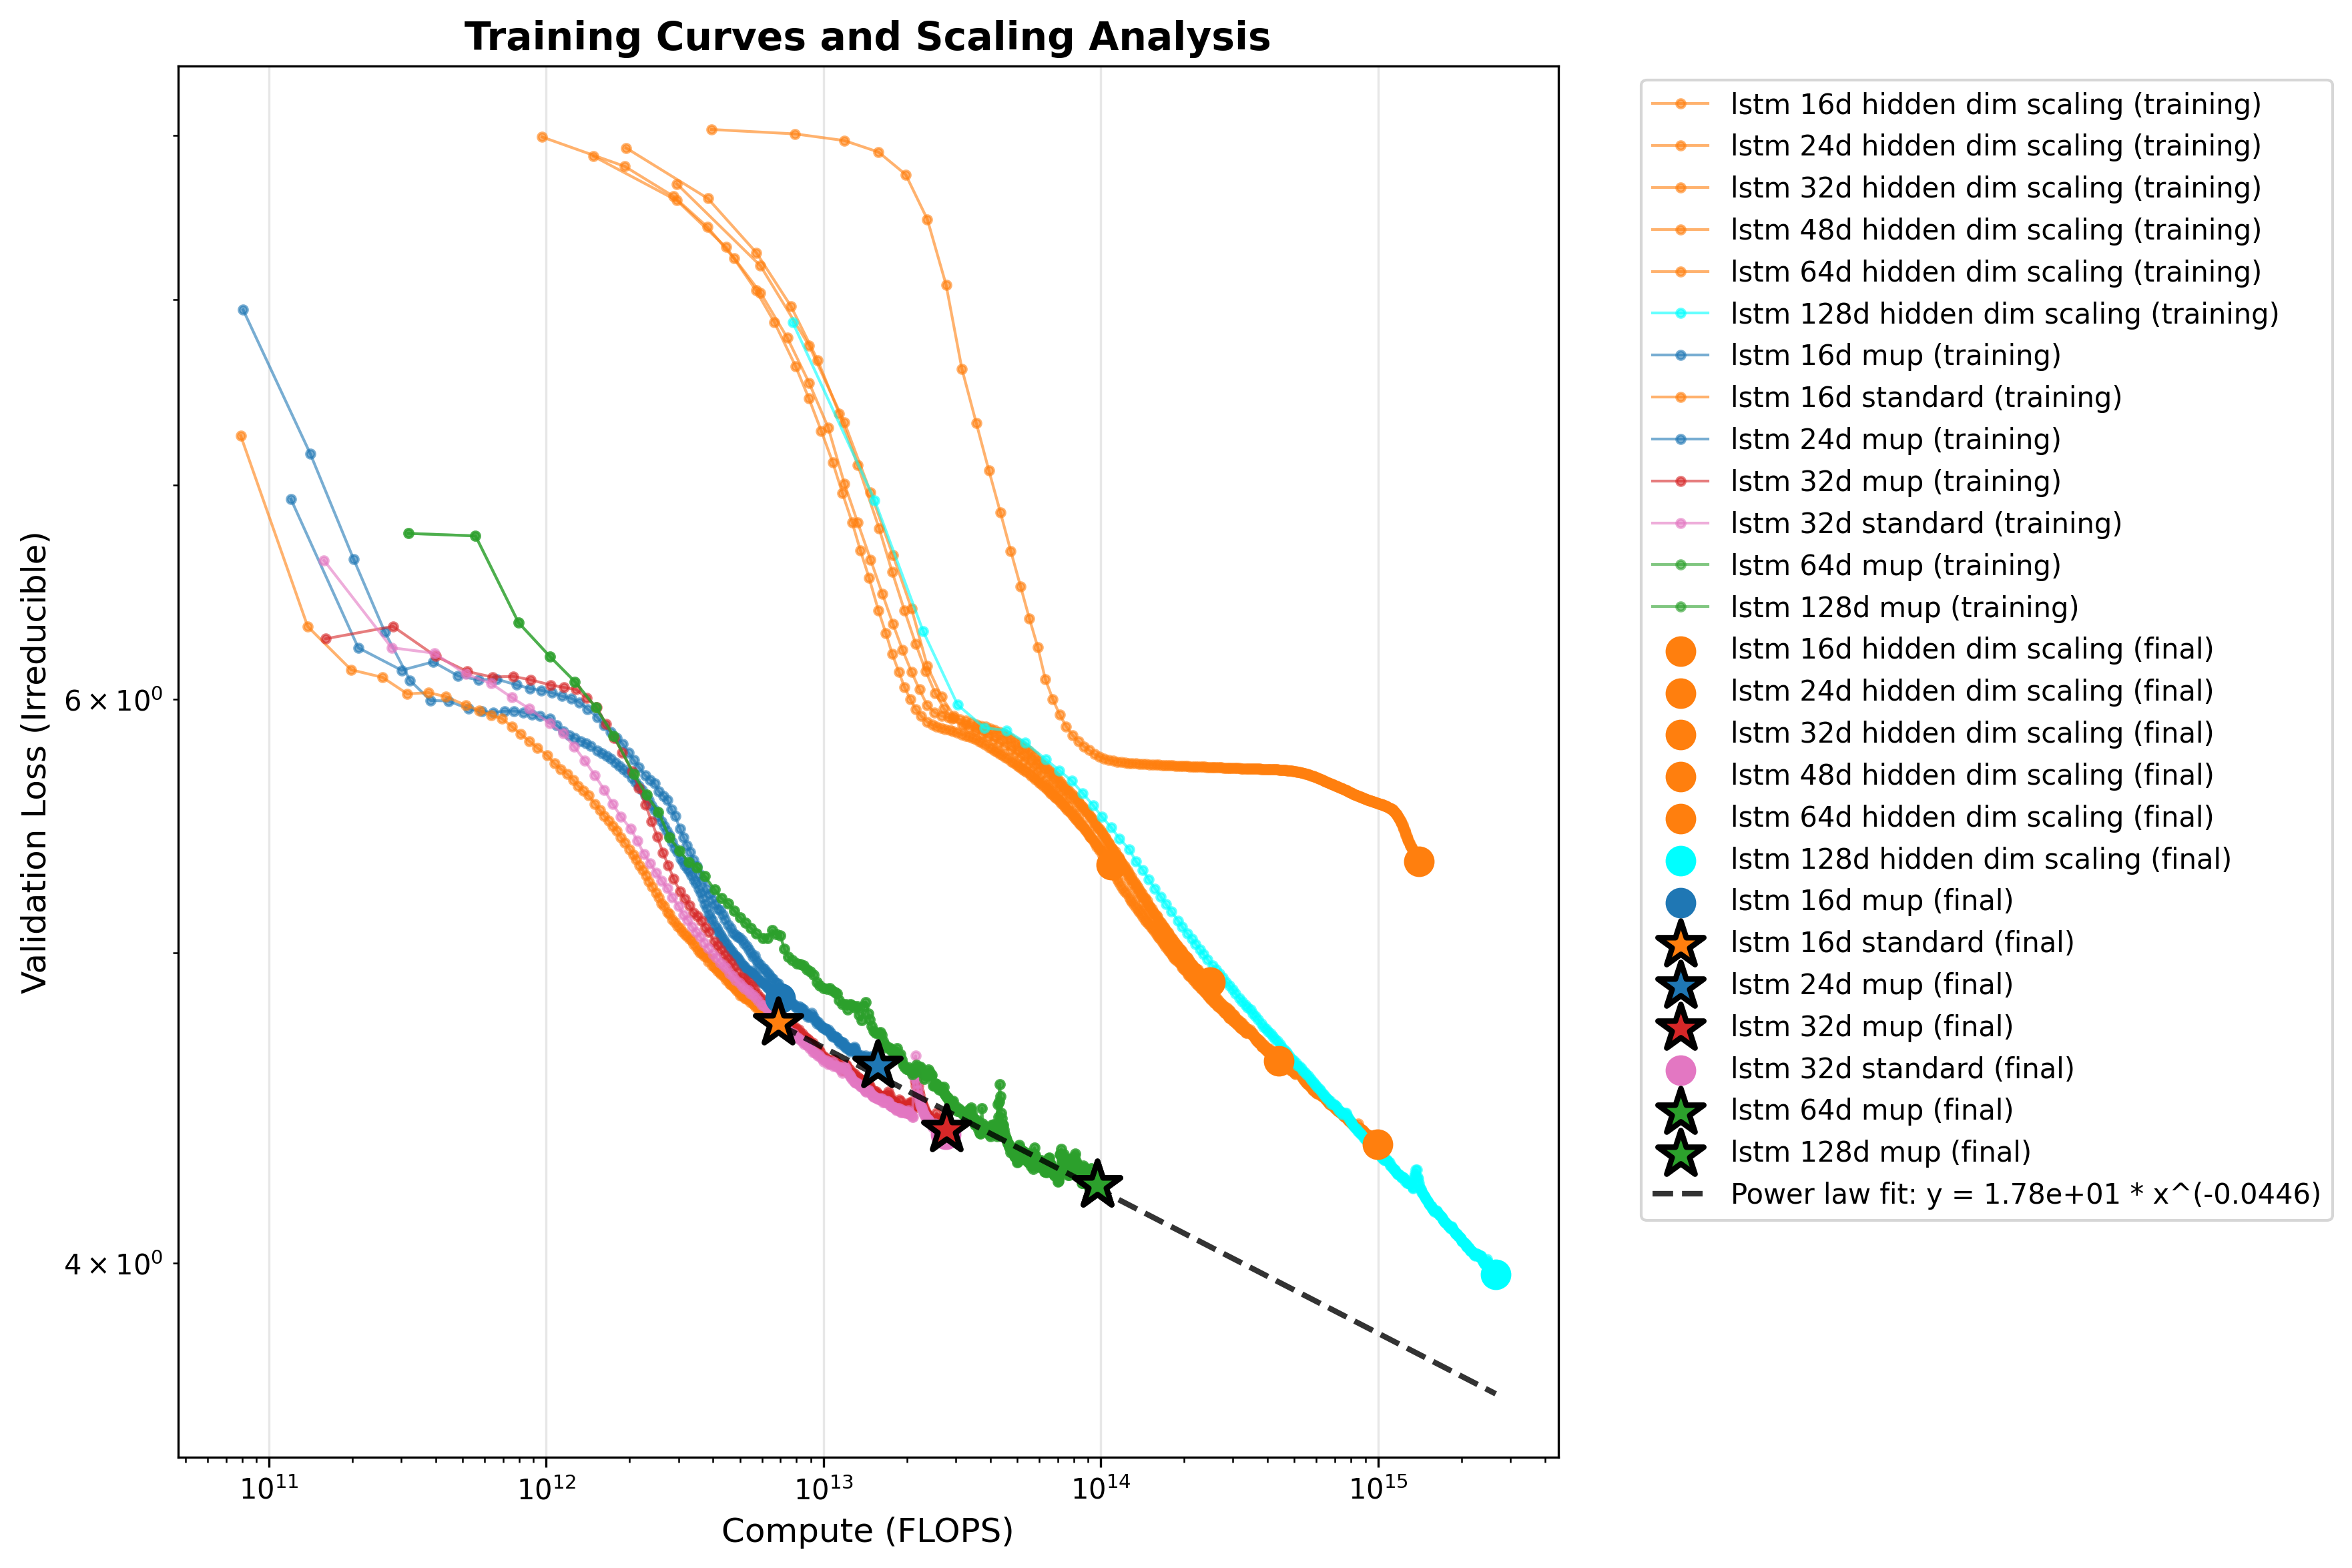 Training Curves and Scaling Analysis
Validation Loss (Irreducible)
6 × 10⁰
4 × 10⁰
10¹¹ 10¹² 10¹³ 10¹⁴ 10¹⁵
Compute (FLOPS)
lstm 16d hidden dim scaling (training)
lstm 24d hidden dim scaling (training)
lstm 32d hidden dim scaling (training)
lstm 48d hidden dim scaling (training)
lstm 64d hidden dim scaling (training)
lstm 128d hidden dim scaling (training)
lstm 16d mup (training)
lstm 16d standard (training)
lstm 24d mup (training)
lstm 32d mup (training)
lstm 32d standard (training)
lstm 64d mup (training)
lstm 128d mup (training)
lstm 16d hidden dim scaling (final)
lstm 24d hidden dim scaling (final)
lstm 32d hidden dim scaling (final)
lstm 48d hidden dim scaling (final)
lstm 64d hidden dim scaling (final)
lstm 128d hidden dim scaling (final)
lstm 16d mup (final)
lstm 16d standard (final)
lstm 24d mup (final)
lstm 32d mup (final)
lstm 32d standard (final)
lstm 64d mup (final)
lstm 128d mup (final)
Power law fit: y = 1.78e+01 * x^(-0.0446)